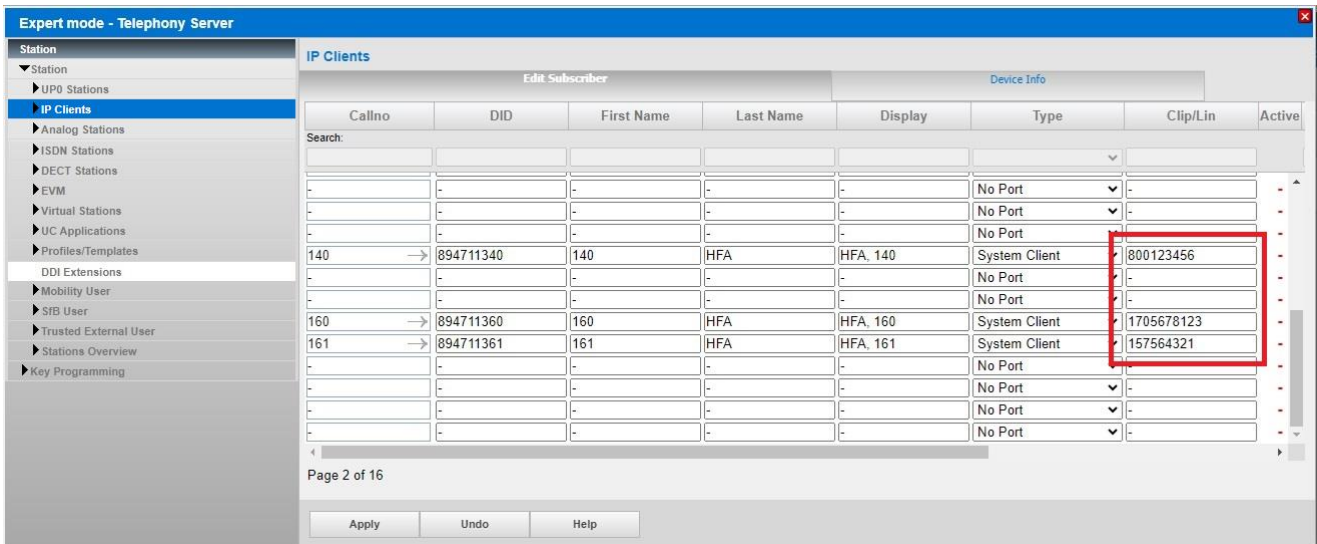 Expert mode - Telephony Server
Station
Station
UP0 Stations
IP Clients
Analog Stations
ISDN Stations
DECT Stations
EVM
Virtual Stations
UC Applications
Profiles/Templates
DDI Extensions
Mobility User
SfB User
Trusted External User
Stations Overview
Key Programming
IP Clients
Edit Subscriber Device Info
Callno DID First Name Last Name Display Type Clip/Lin Active
Search:
- - - - - No Port - -
- - - - - No Port - -
- - - - - No Port - -
140 → 894711340 140 HFA HFA, 140 System Client 800123456 -
- - - - - No Port - -
- - - - - No Port - -
160 → 894711360 160 HFA HFA, 160 System Client 1705678123 -
161 → 894711361 161 HFA HFA, 161 System Client 157564321 -
- - - - - No Port - -
- - - - - No Port - -
- - - - - No Port - -
- - - - - No Port - -
Page 2 of 16
Apply Undo Help